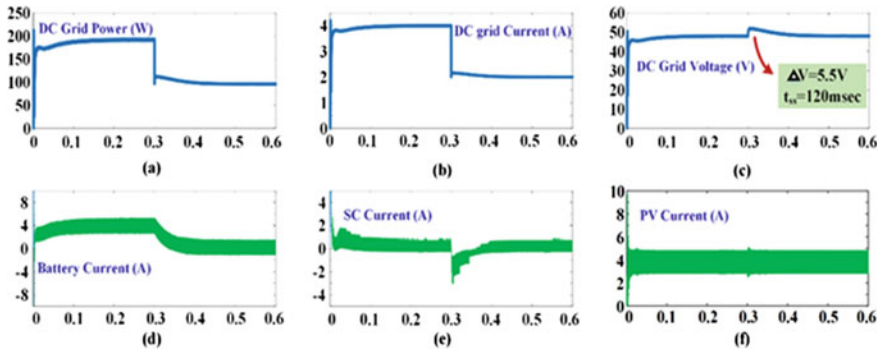 DC Grid Power (W)
250
200
150
100
50
0
0 0.1 0.2 0.3 0.4 0.5 0.6
(a)
DC grid Current (A)
4
3
2
1
0
0 0.1 0.2 0.3 0.4 0.5 0.6
(b)
DC Grid Voltage (V)
60
50
40
30
20
10
0
ΔV=5.5V
tss=120msec
0 0.1 0.2 0.3 0.4 0.5 0.6
(c)
8
4
0
-4
-8
Battery Current (A)
0 0.1 0.2 0.3 0.4 0.5 0.6
(d)
SC Current (A)
4
2
0
-2
-4
0 0.1 0.2 0.3 0.4 0.5 0.6
(e)
PV Current (A)
10
8
6
4
2
0
0 0.1 0.2 0.3 0.4 0.5 0.6
(f)